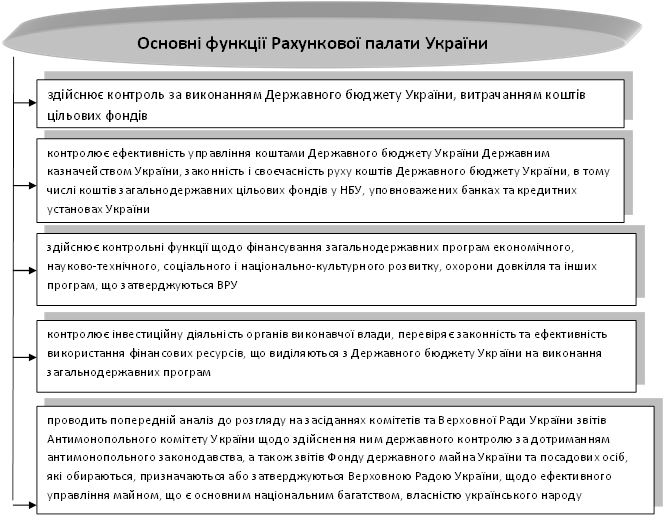 Основні функції Рахункової палати України
здійснює контроль за виконанням Державного бюджету України, витрачанням коштів
цільових фондів
контролює ефективність управління коштами Державного бюджету України Державним
казначейством України, законність і своєчасність руху коштів Державного бюджету України, в тому
числі коштів загальнодержавних цільових фондів у НБУ, уповноважених банках та кредитних
установах України
здійснює контрольні функції щодо фінансування загальнодержавних програм економічного,
науково-технічного, соціального і національно-культурного розвитку, охорони довкілля та інших
програм, що затверджуються ВРУ
контролює інвестиційну діяльність органів виконавчої влади, перевіряє законність та ефективність
використання фінансових ресурсів, що виділяються з Державного бюджету України на виконання
загальнодержавних програм
проводить попередній аналіз до розгляду на засіданнях комітетів та Верховної Ради України звітів
Антимонопольного комітету України щодо здійснення ним державного контролю за дотриманням
антимонопольного законодавства, а також звітів Фонду державного майна України та посадових осіб,
які обираються, призначаються або затверджуються Верховною Радою України, щодо ефективного
управління майном, що є основним національним багатством, власністю українського народу